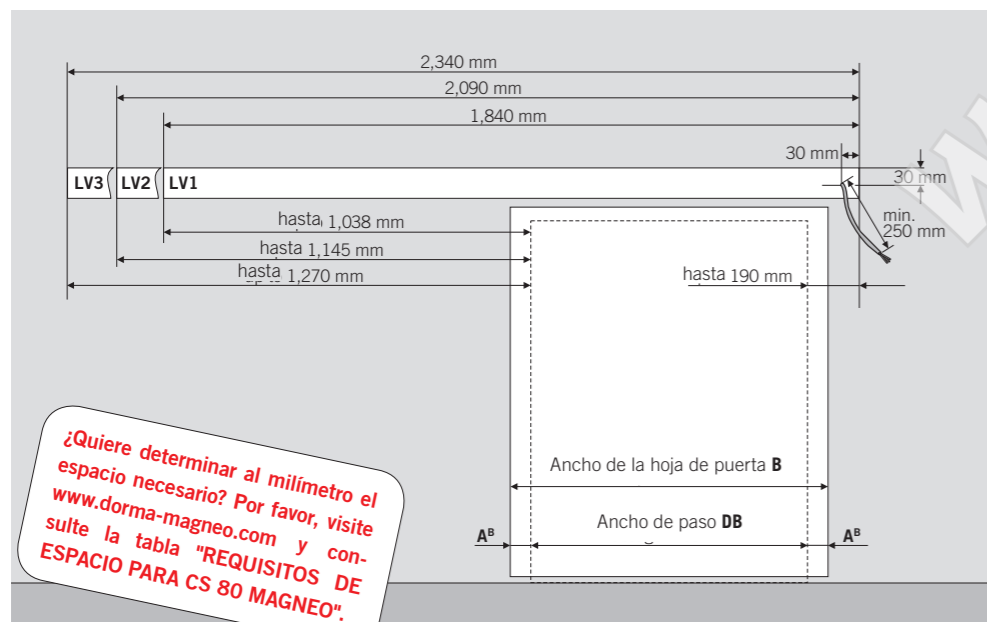 2,340 mm
2,090 mm
1,840 mm
30 mm
30 mm
LV3 LV2 LV1
min.
250 mm
hasta 1,038 mm
hasta 1,145 mm
hasta 1,270 mm
hasta 190 mm
Ancho de la hoja de puerta B
Ancho de paso DB
AB
AB
¿Quiere determinar al milímetro el
espacio necesario? Por favor, visite
www.dorma-magneo.com y con-
sulte la tabla "REQUISITOS DE
ESPACIO PARA CS 80 MAGNEO".